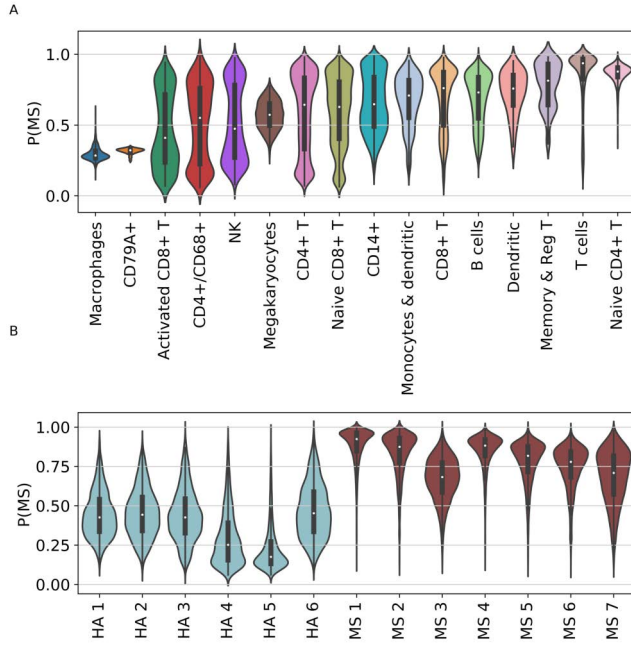 A
P(MS)
1.0
0.5
0.0
Macrophages
CD79A+
Activated CD8+ T
CD4+/CD68+
NK
Megakaryocytes
CD4+ T
Naive CD8+ T
CD14+
Monocytes & dendritic
CD8+ T
B cells
Dendritic
Memory & Reg T
T cells
Naive CD4+ T
B
P(MS)
1.00
0.75
0.50
0.25
0.00
HA 1
HA 2
HA 3
HA 4
HA 5
HA 6
MS 1
MS 2
MS 3
MS 4
MS 5
MS 6
MS 7